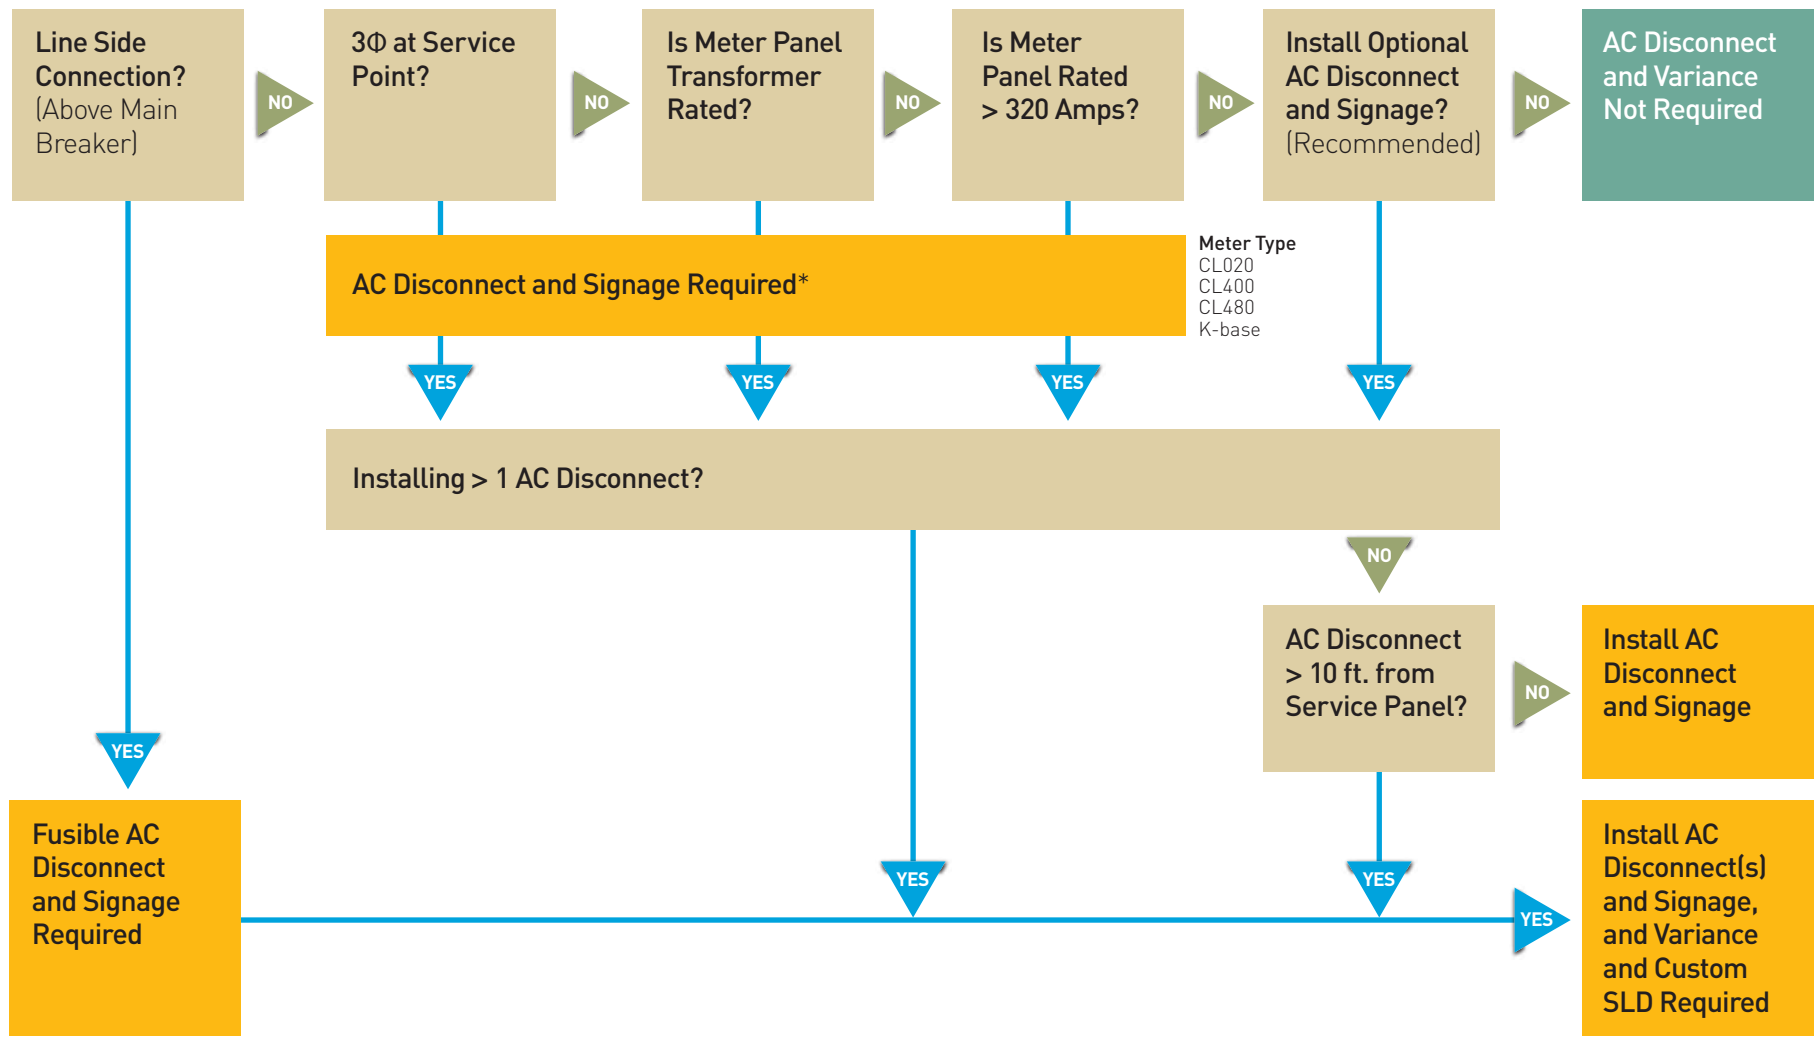 Line Side
Connection?
(Above Main
Breaker)
NO
3Φ at Service
Point?
NO
Is Meter Panel
Transformer
Rated?
NO
Is Meter
Panel Rated
> 320 Amps?
NO
Install Optional
AC Disconnect
and Signage?
(Recommended)
NO
AC Disconnect
and Variance
Not Required
AC Disconnect and Signage Required*
Meter Type
CL020
CL400
CL480
K-base
YES
YES
YES
YES
Installing > 1 AC Disconnect?
NO
AC Disconnect
> 10 ft. from
Service Panel?
NO
Install AC
Disconnect
and Signage
YES
Fusible AC
Disconnect
and Signage
Required
YES
YES
YES
Install AC
Disconnect(s)
and Signage,
and Variance
and Custom
SLD Required